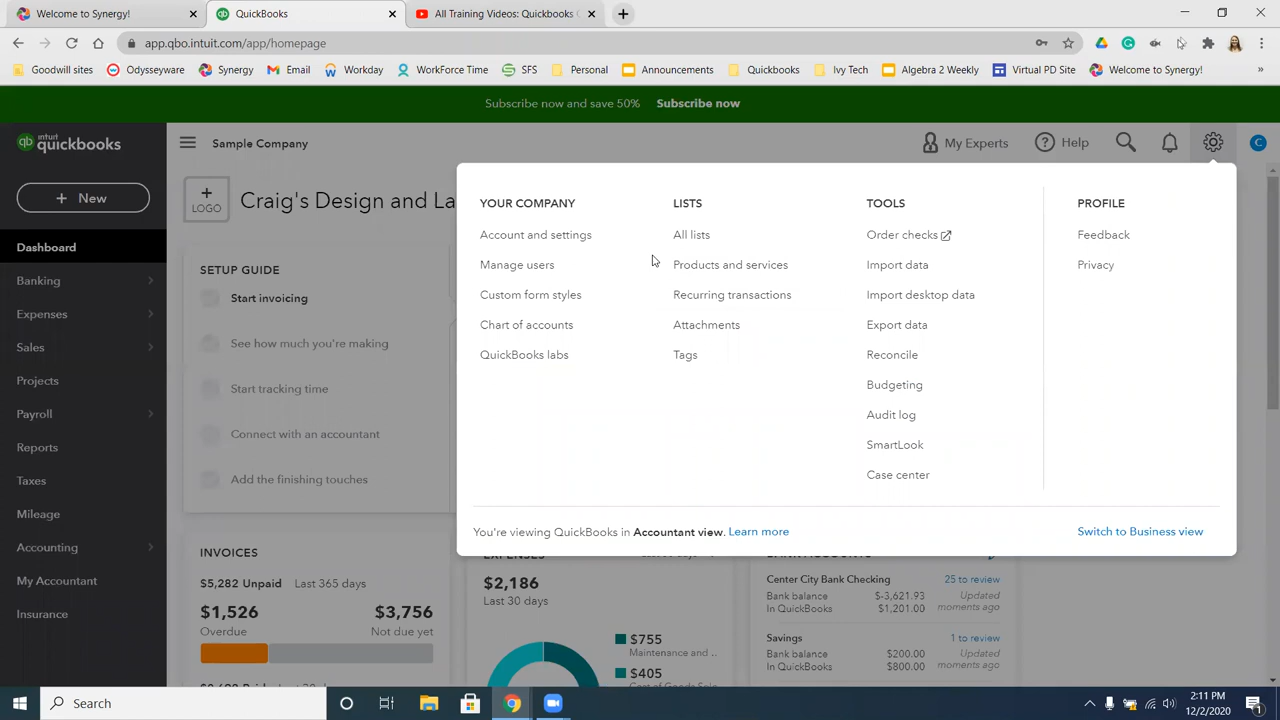 Welcome to Synergy!
QuickBooks
All Training Videos: Quickbooks
app.qbo.intuit.com/app/homepage
Goodwill sites
Odysseyware
Synergy
Email
Workday
WorkForce Time
SFS
Personal
Announcements
Quickbooks
Ivy Tech
Algebra 2 Weekly
Virtual PD Site
Welcome to Synergy!
Subscribe now and save 50% Subscribe now
intuit
quickbooks
Sample Company
My Experts
Help
C
+ New
+
LOGO
Craig's Design and La
Dashboard
Banking
Expenses
Sales
Projects
Payroll
Reports
Taxes
Mileage
Accounting
My Accountant
Insurance
SETUP GUIDE
Start invoicing
See how much you're making
Start tracking time
Connect with an accountant
Add the finishing touches
YOUR COMPANY
Account and settings
Manage users
Custom form styles
Chart of accounts
QuickBooks labs
LISTS
All lists
Products and services
Recurring transactions
Attachments
Tags
TOOLS
Order checks
Import data
Import desktop data
Export data
Reconcile
Budgeting
Audit log
SmartLook
Case center
PROFILE
Feedback
Privacy
You're viewing QuickBooks in Accountant view. Learn more
Switch to Business view
INVOICES
$5,282 Unpaid Last 365 days
$1,526
Overdue
$3,756
Not due yet
EXPENSES
$2,186
Last 30 days
$755
Maintenance and ..
$405
BANK ACCOUNTS
Center City Bank Checking 25 to review
Bank balance $-3,621.93 Updated
In QuickBooks $1,201.00 moments ago
Savings 1 to review
Bank balance $200.00 Updated
In QuickBooks $800.00 moments ago
Search
2:11 PM
12/2/2020
1